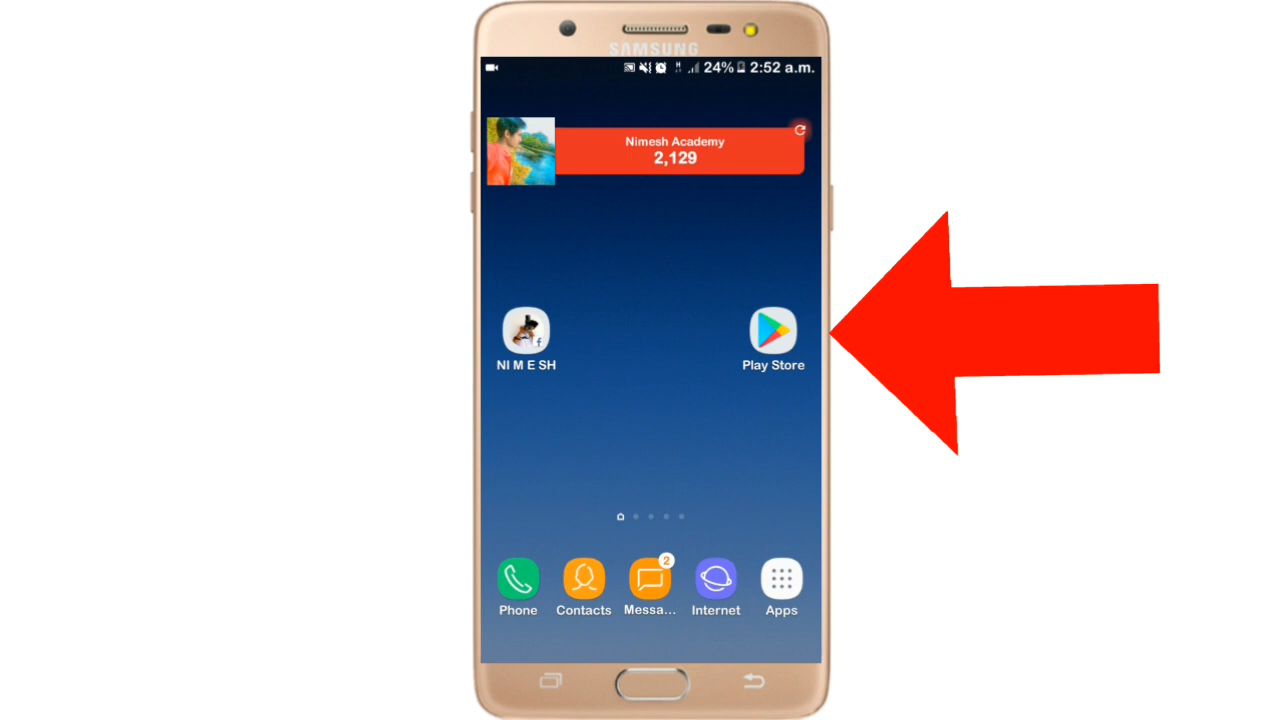 SAMSUNG
24% 2:52 a.m.
Nimesh Academy
2,129
NI M E SH
Play Store
2
Phone
Contacts
Messa...
Internet
Apps